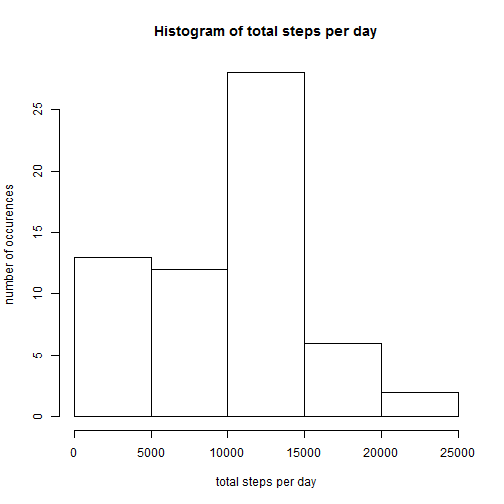 Histogram of total steps per day
number of occurences
25
20
15
10
5
0
0 5000 10000 15000 20000 25000
total steps per day